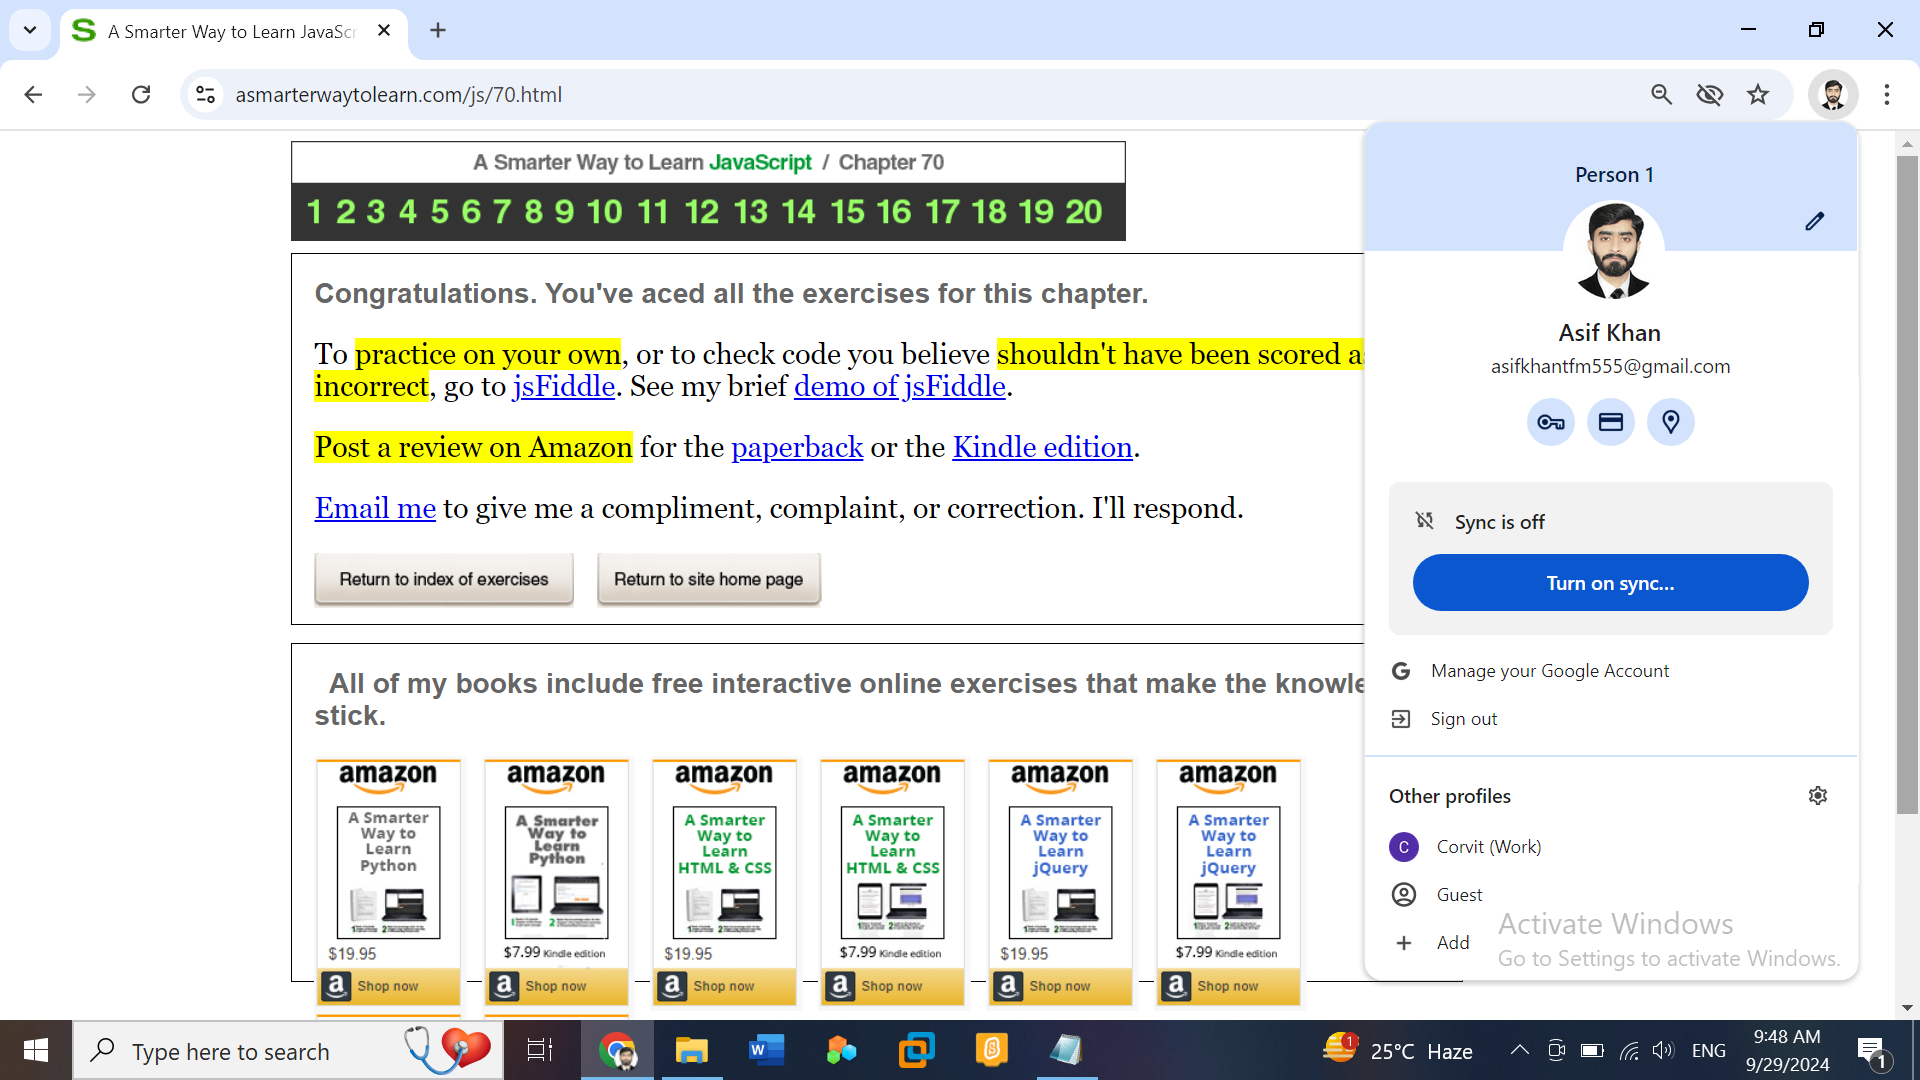 A Smarter Way to Learn JavaScr
asmarterwaytolearn.com/js/70.html
A Smarter Way to Learn JavaScript / Chapter 70
1 2 3 4 5 6 7 8 9 10 11 12 13 14 15 16 17 18 19 20
Congratulations. You've aced all the exercises for this chapter.
To practice on your own, or to check code you believe shouldn't have been scored as
incorrect, go to jsFiddle. See my brief demo of jsFiddle.
Post a review on Amazon for the paperback or the Kindle edition.
Email me to give me a compliment, complaint, or correction. I'll respond.
Return to index of exercises
Return to site home page
All of my books include free interactive online exercises that make the knowle
stick.
amazon
A Smarter
Way to
Learn
Python
$19.95
Shop now
amazon
A Smarter
Way to
Learn
Python
$7.99 Kindle edition
Shop now
amazon
A Smarter
Way to
Learn
HTML & CSS
$19.95
Shop now
amazon
A Smarter
Way to
Learn
HTML & CSS
$7.99 Kindle edition
Shop now
amazon
A Smarter
Way to
Learn
jQuery
$19.95
Shop now
amazon
A Smarter
Way to
Learn
jQuery
$7.99 Kindle edition
Shop now
Person 1
Asif Khan
asifkhantfm555@gmail.com
Sync is off
Turn on sync...
Manage your Google Account
Sign out
Other profiles
C Corvit (Work)
Guest
Add
Activate Windows
Go to Settings to activate Windows.
Type here to search
1
25°C Haze
ENG
9:48 AM
9/29/2024
1